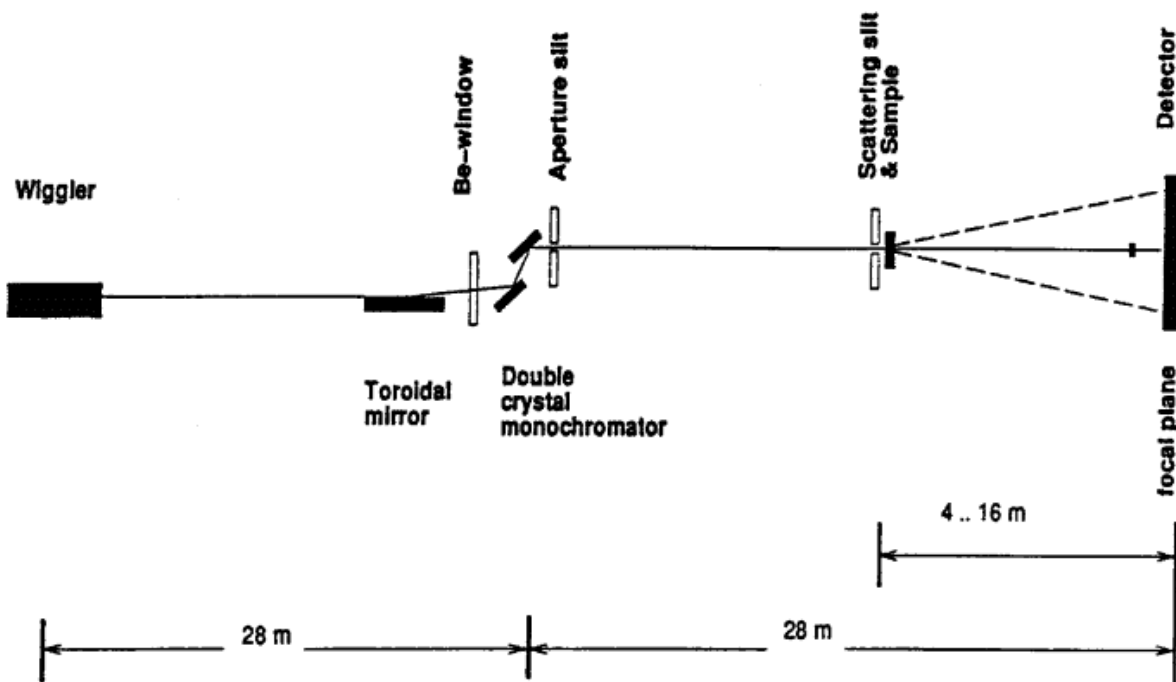 Wiggler
Be-window
Aperture slit
Scattering slit
& Sample
Detector
Toroidal
mirror
Double
crystal
monochromator
focal plane
4 .. 16 m
28 m
28 m